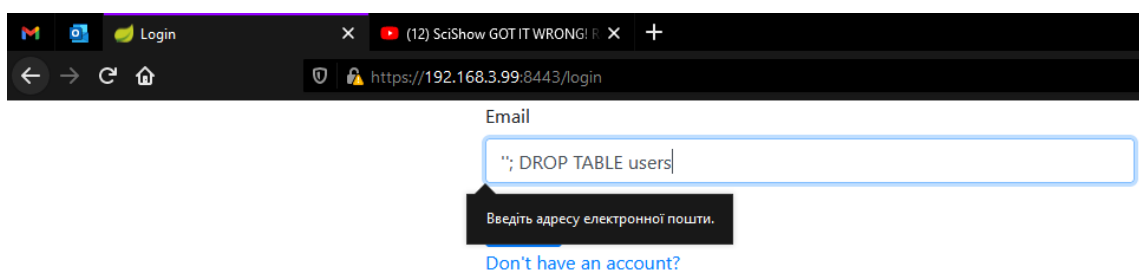 Login
(12) SciShow GOT IT WRONG! R
https://192.168.3.99:8443/login
Email
''; DROP TABLE users
Введіть адресу електронної пошти.
Don't have an account?